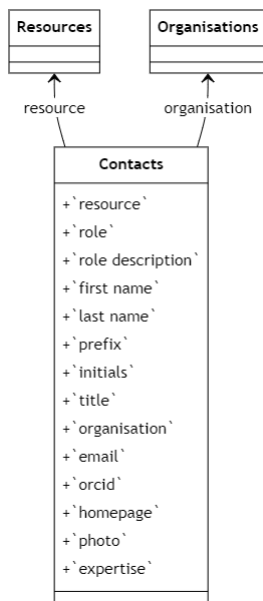 Resources
Organisations
resource
organisation
Contacts
+`resource`
+`role`
+`role description`
+`first name`
+`last name`
+`prefix`
+`initials`
+`title`
+`organisation`
+`email`
+`orcid`
+`homepage`
+`photo`
+`expertise`